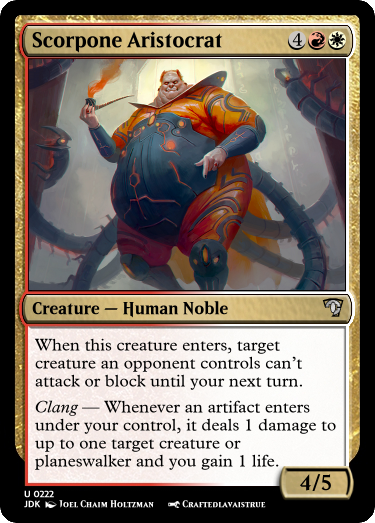 Scorpone Aristocrat 4
Creature — Human Noble
When this creature enters, target
creature an opponent controls can't
attack or block until your next turn.
Clang — Whenever an artifact enters
under your control, it deals 1 damage to
up to one target creature or
planeswalker and you gain 1 life.
4/5
U 0222
JDK Joel Chaim Holtzman Craftedlavaistrue